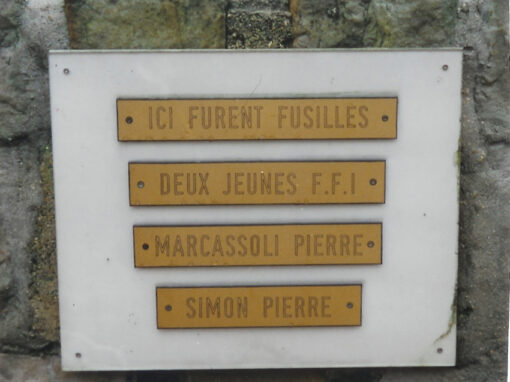 ICI FURENT FUSILLES
DEUX JEUNES F.F.I
MARCASSOLI PIERRE
SIMON PIERRE